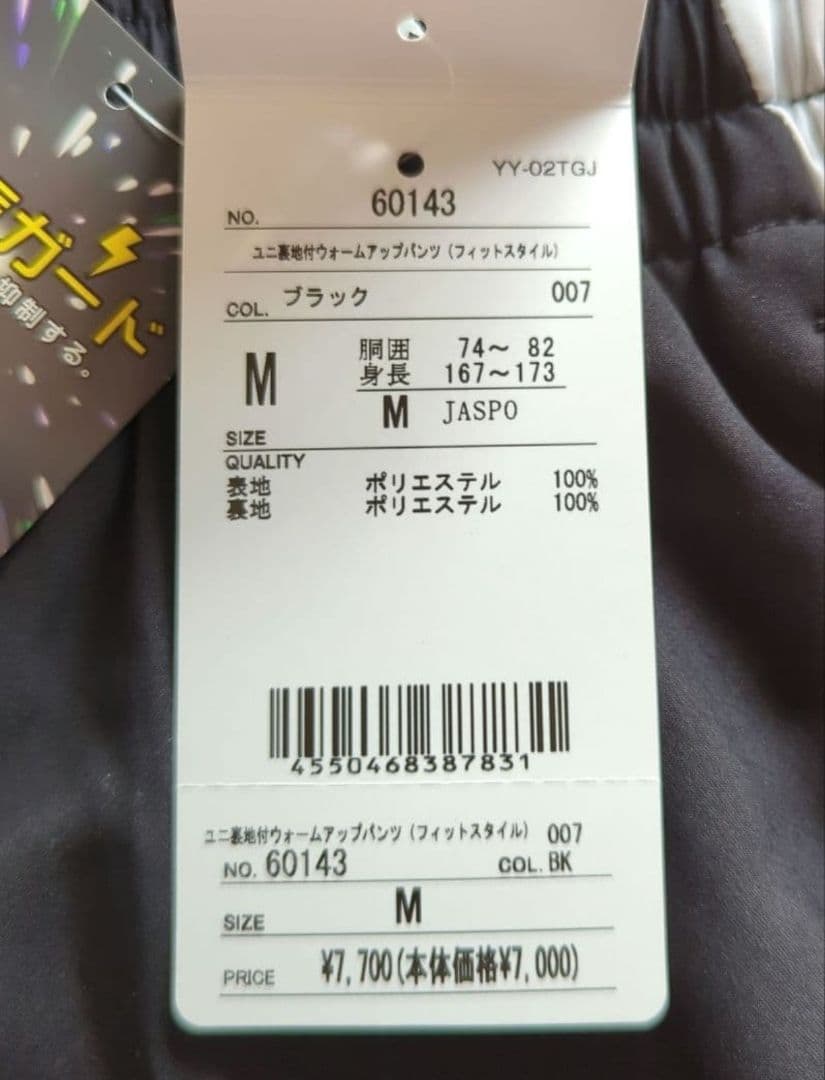 ガード
抑制する。
YY-02TGJ
NO. 60143
ユニ裏地付ウォームアップパンツ(フィットスタイル)
COL. ブラック 007
M 胴囲 74〜 82
身長 167〜173
M JASPO
SIZE
QUALITY
表地 ポリエステル 100%
裏地 ポリエステル 100%
4550468387831
ユニ裏地付ウォームアップパンツ(フィットスタイル) 007
NO. 60143 COL. BK
SIZE M
PRICE ¥7,700(本体価格¥7,000)